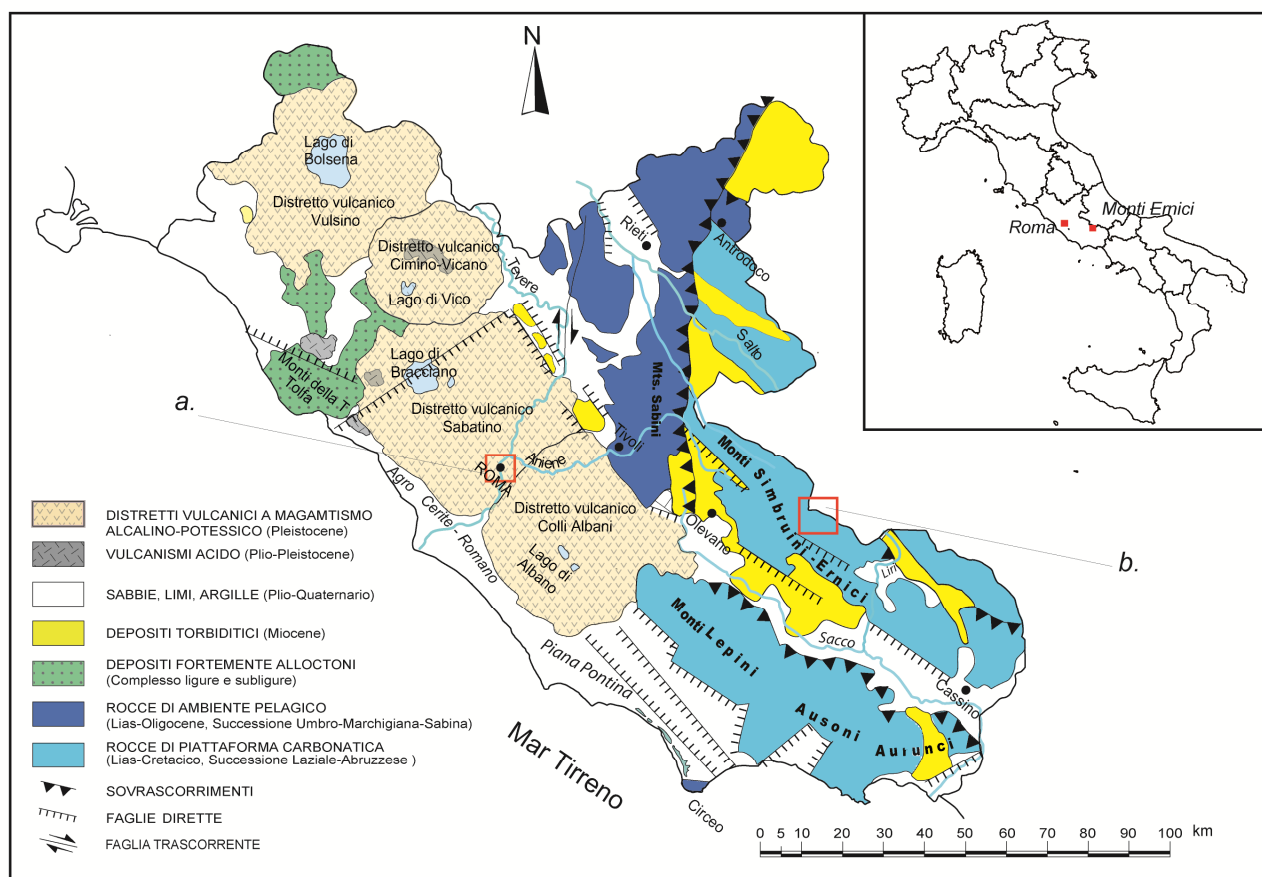 N
Lago di
Bolsena
Distretto vulcanico
Vulsino
Distretto vulcanico
Cimino-Vicano
Lago di Vico
Tevere
Rieti
Antrodoco
Salto
Lago di
Bracciano
Monti della T
Tolfa
Distretto vulcanico
Sabatino
Mts. Sabini
Tivoli
Aniene
ROMA
a.
Agro Cerite - Romano
Distretto vulcanico
Colli Albani
Lago di
Albano
Olevano
Monti Simbruini-Ernici
Liri
b.
Monti Lepini
Sacco
Cassino
Piana Pontina
Ausoni
Aurunci
Mar Tirreno
Circeo
Roma
Monti Ernici
DISTRETTI VULCANICI A MAGAMTISMO
ALCALINO-POTESSICO (Pleistocene)
VULCANISMI ACIDO (Plio-Pleistocene)
SABBIE, LIMI, ARGILLE (Plio-Quaternario)
DEPOSITI TORBIDITICI (Miocene)
DEPOSITI FORTEMENTE ALLOCTONI
(Complesso ligure e subligure)
ROCCE DI AMBIENTE PELAGICO
(Lias-Oligocene, Successione Umbro-Marchigiana-Sabina)
ROCCE DI PIATTAFORMA CARBONATICA
(Lias-Cretacico, Successione Laziale-Abruzzese )
SOVRASCORRIMENTI
FAGLIE DIRETTE
FAGLIA TRASCORRENTE
0 5 10 20 30 40 50 60 70 80 90 100 km